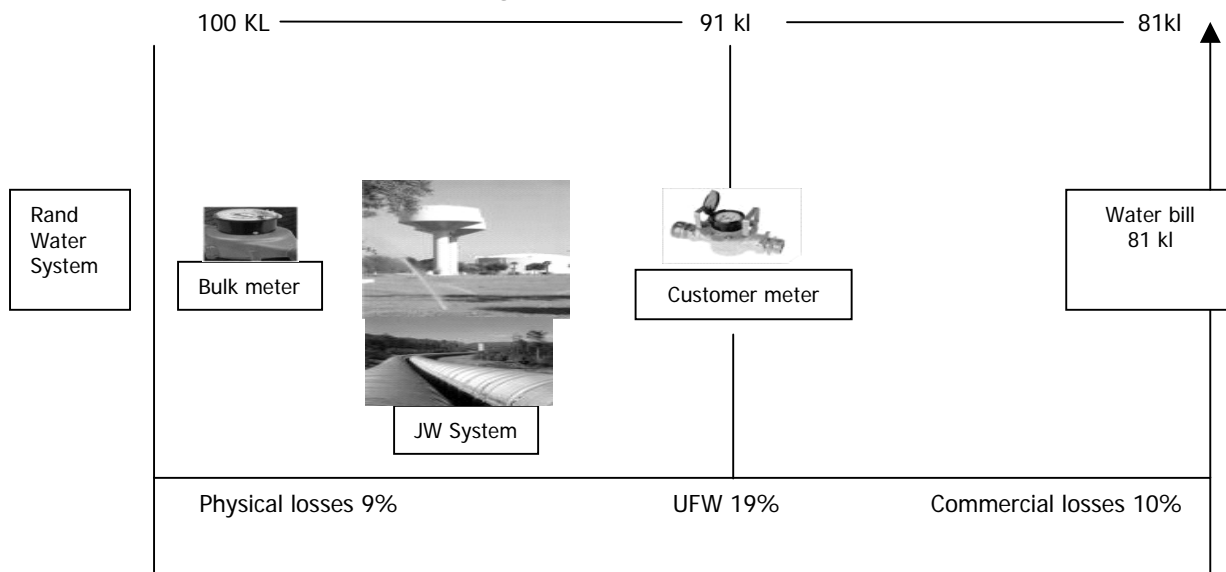 100 KL
91 kl
81kl
Rand
Water
System
Bulk meter
Customer meter
Water bill
81 kl
JW System
Physical losses 9%
UFW 19%
Commercial losses 10%